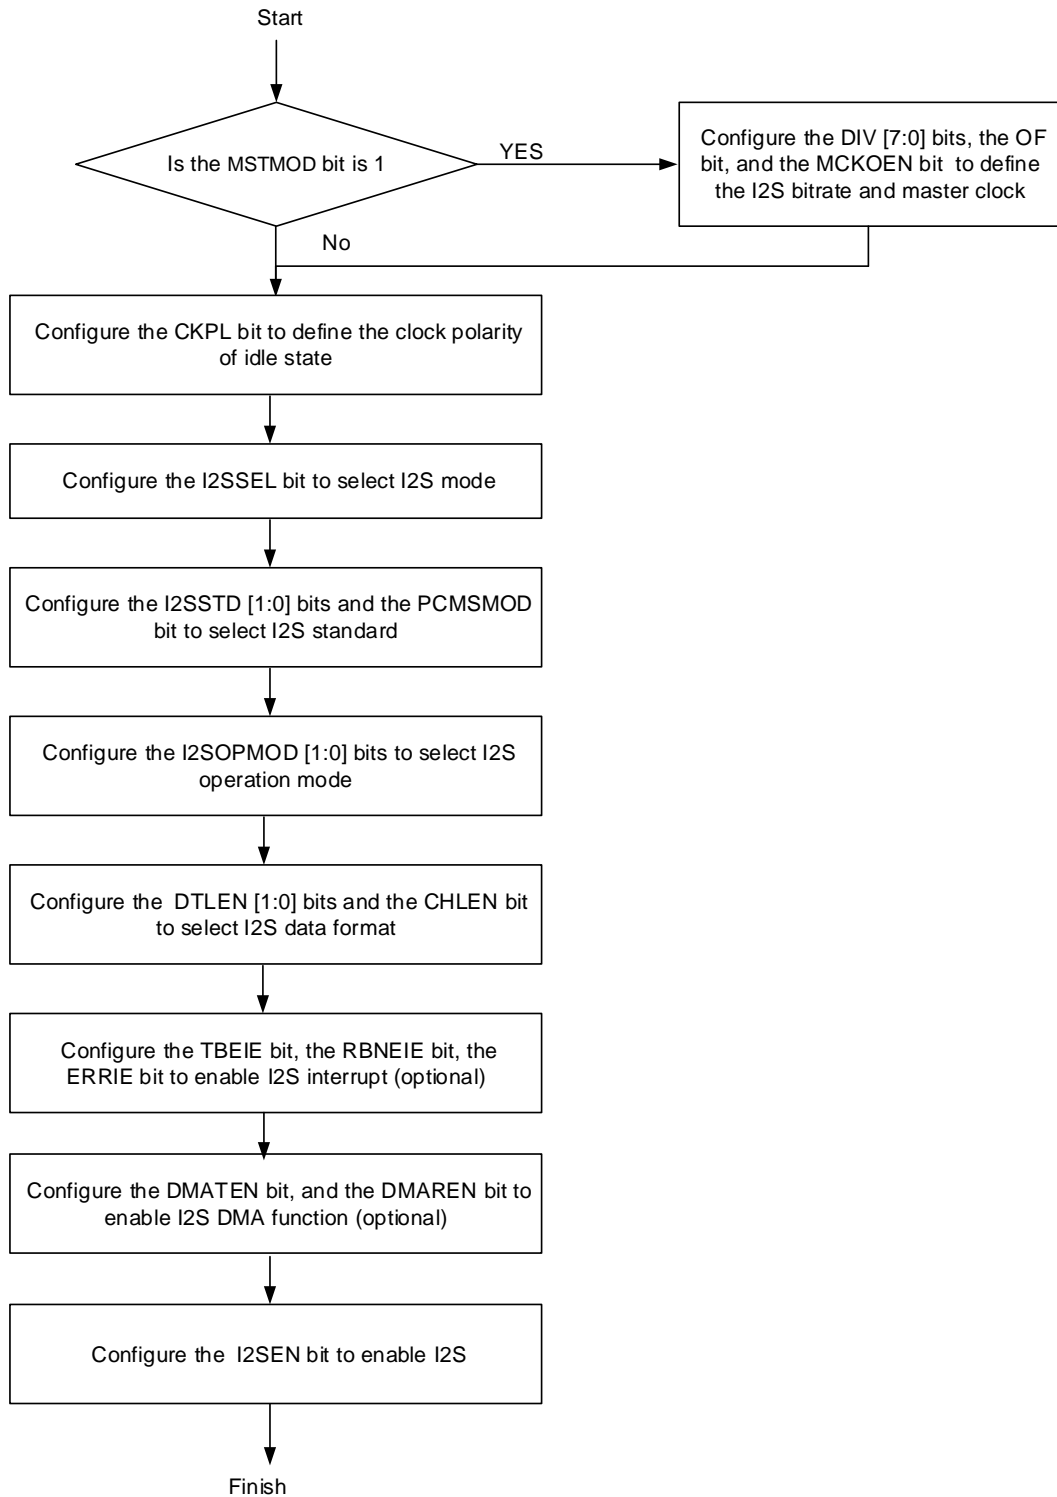 Start
Is the MSTMOD bit is 1
YES
Configure the DIV [7:0] bits, the OF
bit, and the MCKOEN bit to define
the I2S bitrate and master clock
No
Configure the CKPL bit to define the clock polarity
of idle state
Configure the I2SSEL bit to select I2S mode
Configure the I2SSTD [1:0] bits and the PCMSMOD
bit to select I2S standard
Configure the I2SOPMOD [1:0] bits to select I2S
operation mode
Configure the DTLEN [1:0] bits and the CHLEN bit
to select I2S data format
Configure the TBEIE bit, the RBNEIE bit, the
ERRIE bit to enable I2S interrupt (optional)
Configure the DMATEN bit, and the DMAREN bit to
enable I2S DMA function (optional)
Configure the I2SEN bit to enable I2S
Finish